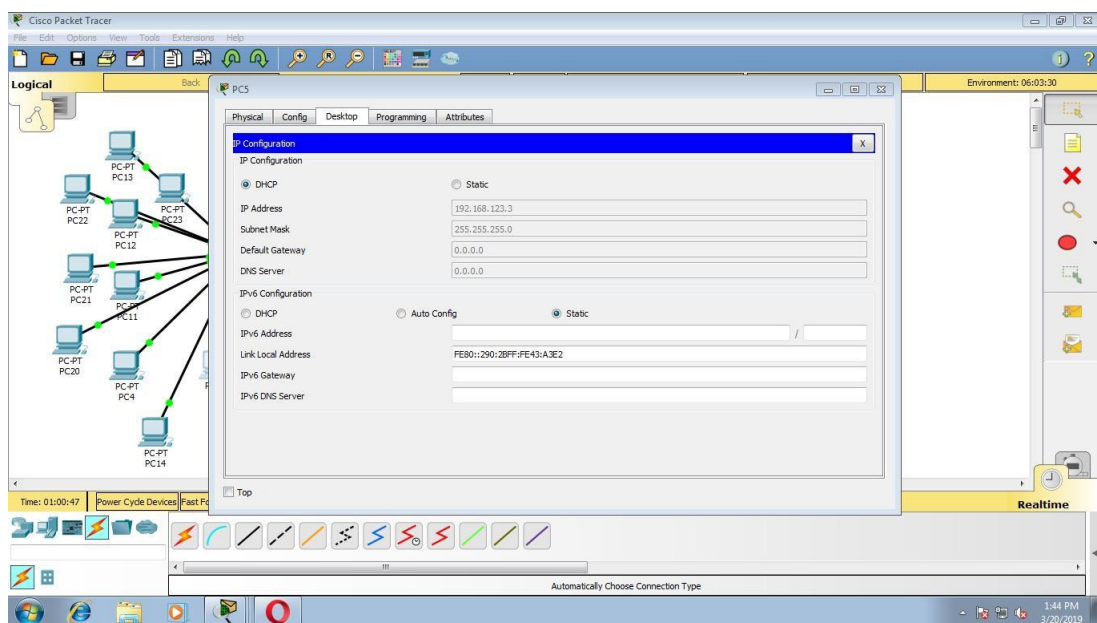 Cisco Packet Tracer
File Edit Options View Tools Extensions Help
Logical
Back
Environment: 06:03:30
PC5
Physical Config Desktop Programming Attributes
IP Configuration
X
IP Configuration
DHCP Static
IP Address 192.168.123.3
Subnet Mask 255.255.255.0
Default Gateway 0.0.0.0
DNS Server 0.0.0.0
IPv6 Configuration
DHCP Auto Config Static
IPv6 Address /
Link Local Address FE80::290:2BFF:FE43:A3E2
IPv6 Gateway
IPv6 DNS Server
Top
PC-PT
PC13
PC-PT
PC22
PC-PT
PC23
PC-PT
PC12
PC-PT
PC21
PC-PT
PC11
PC-PT
PC20
PC-PT
PC4
PC-PT
PC14
Time: 01:00:47 Power Cycle Devices
Realtime
Automatically Choose Connection Type
1:44 PM
3/20/2019